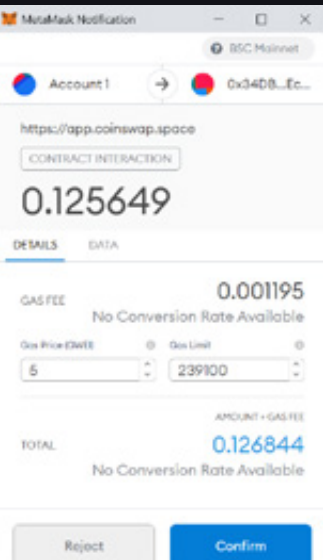 MetaMask Notification
BSC Mainnet
Account 1
0x34DB...Ec...
https://app.coinswap.space
CONTRACT INTERACTION
0.125649
DETAILS DATA
GAS FEE 0.001195
No Conversion Rate Available
Gas Price (GWEI) Gas Limit
5 239100
AMOUNT + GAS FEE
TOTAL 0.126844
No Conversion Rate Available
Reject Confirm